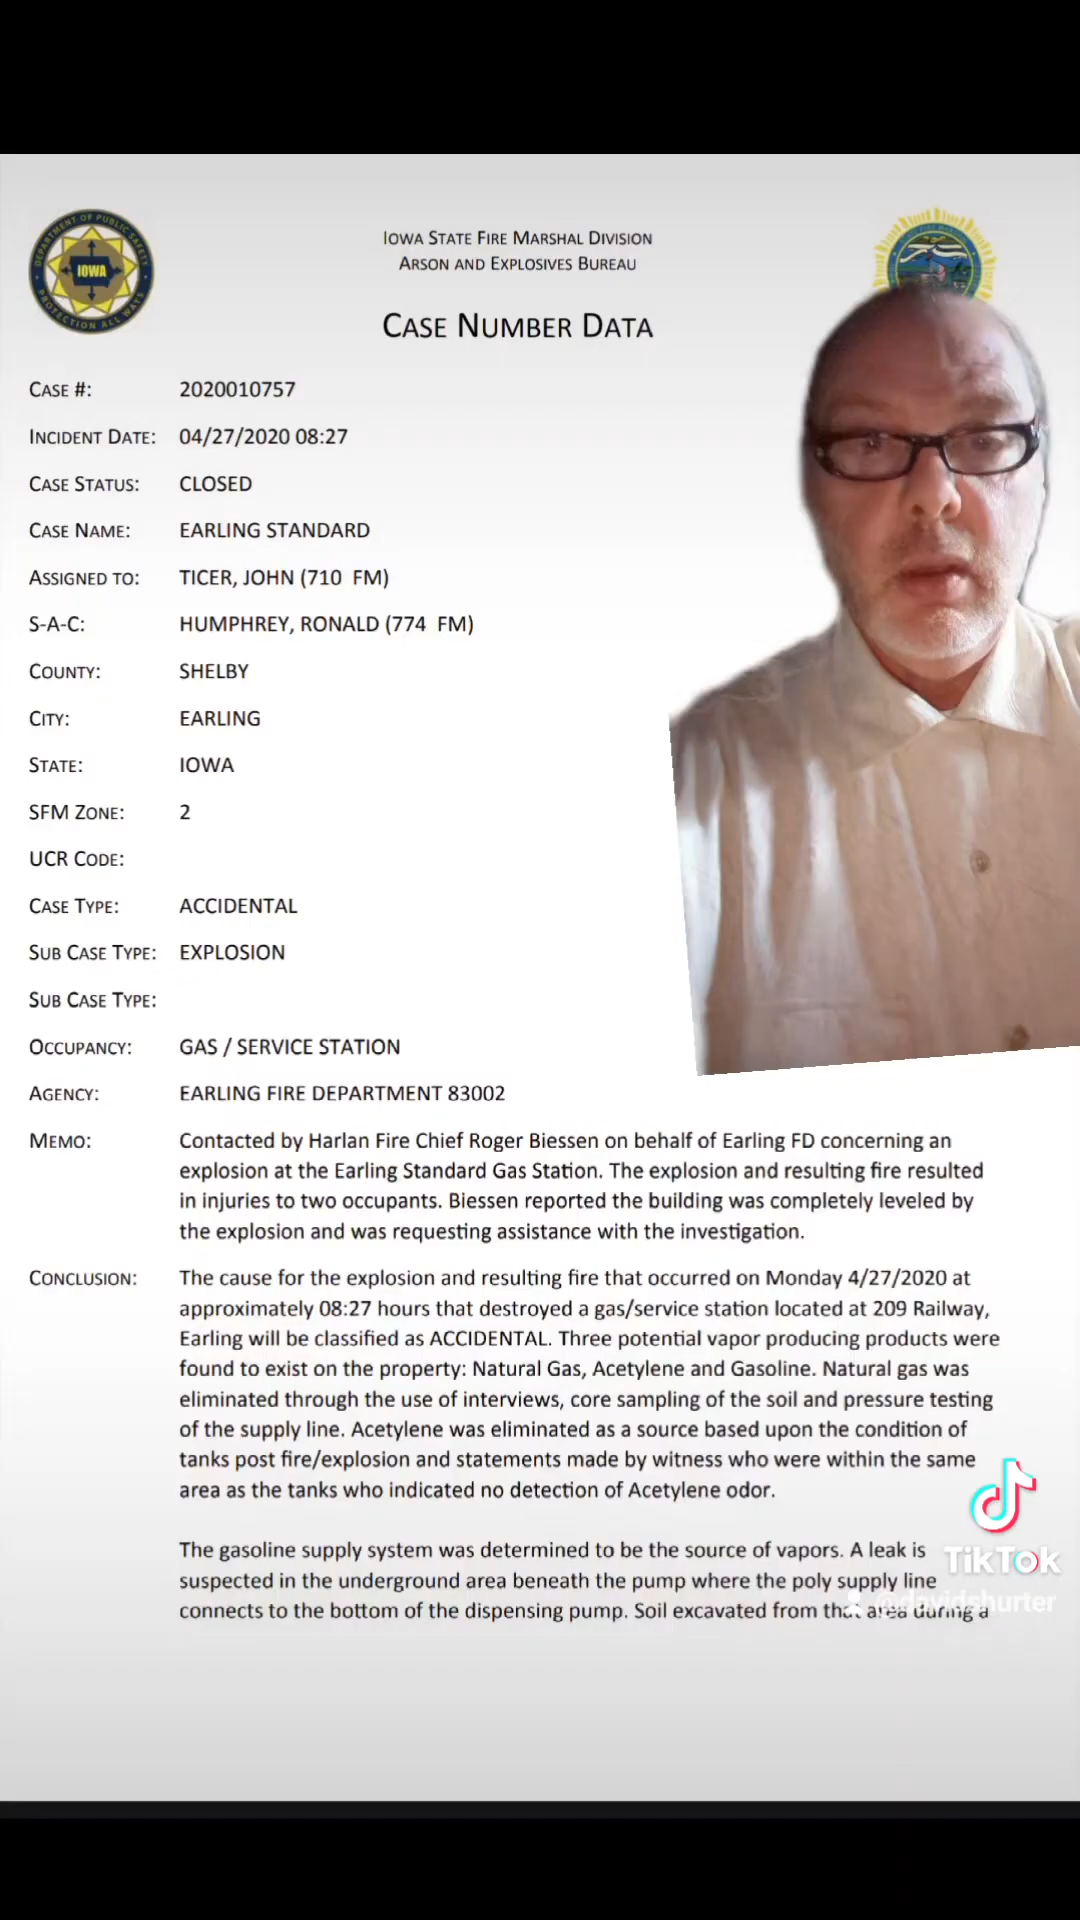 DEPARTMENT OF PUBLIC SAFETY
IOWA
PROTECTION ALL WAYS
IOWA STATE FIRE MARSHAL DIVISION
ARSON AND EXPLOSIVES BUREAU
CASE NUMBER DATA
CASE #: 2020010757
INCIDENT DATE: 04/27/2020 08:27
CASE STATUS: CLOSED
CASE NAME: EARLING STANDARD
ASSIGNED TO: TICER, JOHN (710 FM)
S-A-C: HUMPHREY, RONALD (774 FM)
COUNTY: SHELBY
CITY: EARLING
STATE: IOWA
SFM ZONE: 2
UCR CODE:
CASE TYPE: ACCIDENTAL
SUB CASE TYPE: EXPLOSION
SUB CASE TYPE:
OCCUPANCY: GAS / SERVICE STATION
AGENCY: EARLING FIRE DEPARTMENT 83002
MEMO: Contacted by Harlan Fire Chief Roger Biessen on behalf of Earling FD concerning an
explosion at the Earling Standard Gas Station. The explosion and resulting fire resulted
in injuries to two occupants. Biessen reported the building was completely leveled by
the explosion and was requesting assistance with the investigation.
CONCLUSION: The cause for the explosion and resulting fire that occurred on Monday 4/27/2020 at
approximately 08:27 hours that destroyed a gas/service station located at 209 Railway,
Earling will be classified as ACCIDENTAL. Three potential vapor producing products were
found to exist on the property: Natural Gas, Acetylene and Gasoline. Natural gas was
eliminated through the use of interviews, core sampling of the soil and pressure testing
of the supply line. Acetylene was eliminated as a source based upon the condition of
tanks post fire/explosion and statements made by witness who were within the same
area as the tanks who indicated no detection of Acetylene odor.
The gasoline supply system was determined to be the source of vapors. A leak is
suspected in the underground area beneath the pump where the poly supply line
connects to the bottom of the dispensing pump. Soil excavated from that area during a
TikTok
@davidshurter